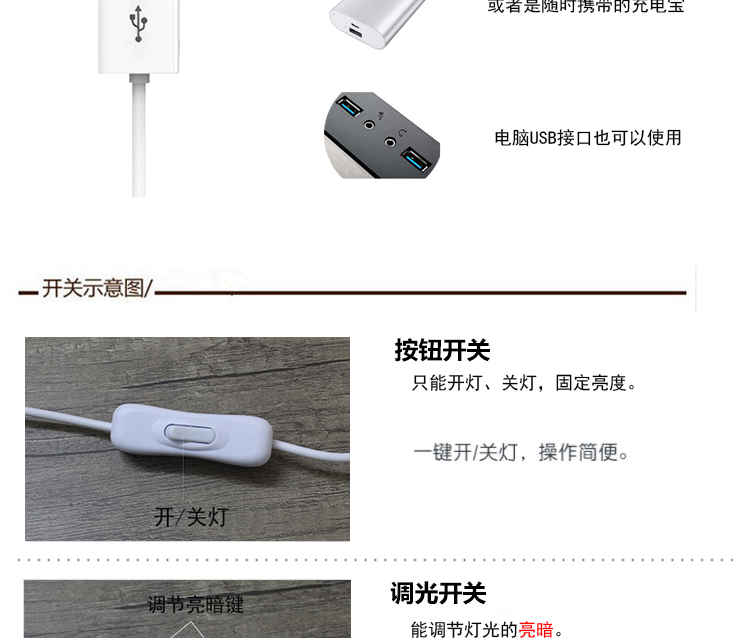 或者是随时携带的充电宝
电脑USB接口也可以使用
开关示意图/
按钮开关
只能开灯、关灯，固定亮度。
一键开/关灯，操作简便。
开/关灯
调光开关
调节亮暗键
能调节灯光的亮暗。